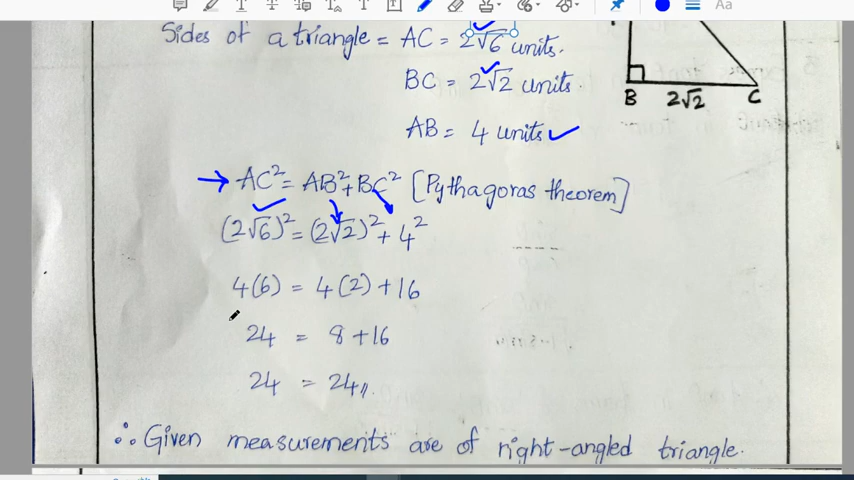 Sides of a triangle = AC = 2√6 units.
BC = 2√2 units.
AB = 4 units
B 2√2 C
AC² = AB² + BC² [Pythagoras theorem]
(2√6)² = (2√2)² + 4²
4(6) = 4(2) + 16
24 = 8 + 16
24 = 24
∴ Given measurements are of right-angled triangle.